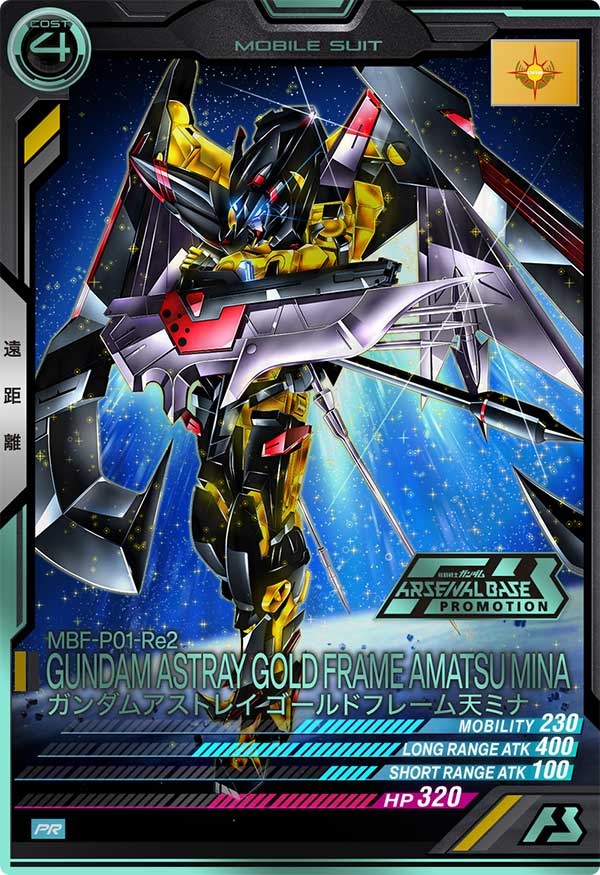 COST
4
MOBILE SUIT
遠距離
機動戦士ガンダム
ARSENAL BASE
PROMOTION
MBF-P01-Re2
GUNDAM ASTRAY GOLD FRAME AMATSU MINA
ガンダムアストレイ ゴールドフレーム天ミナ
MOBILITY 230
LONG RANGE ATK 400
SHORT RANGE ATK 100
HP 320
PR